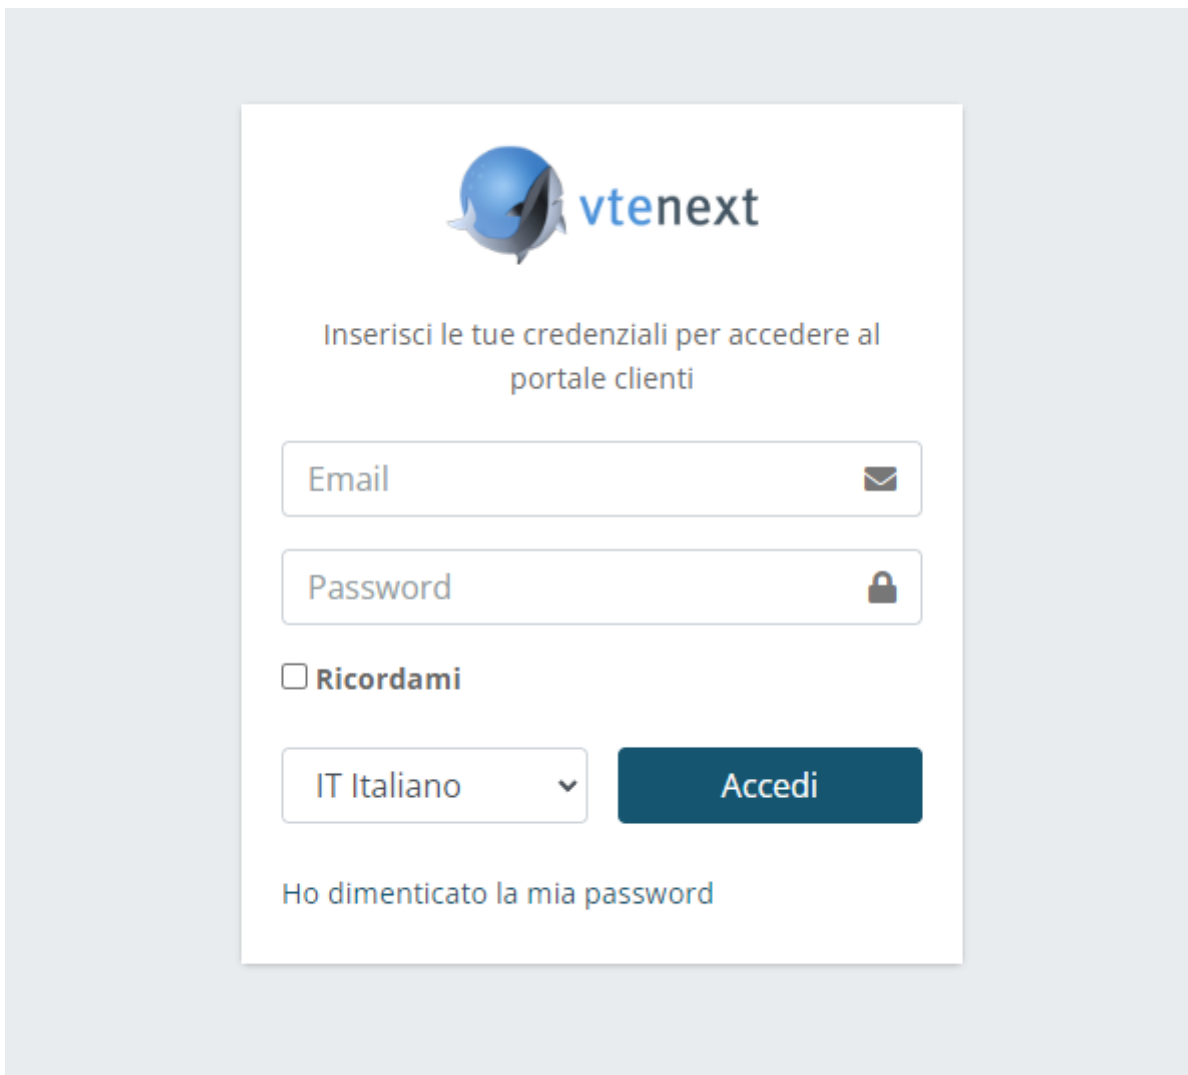 vtenext
Inserisci le tue credenziali per accedere al
portale clienti
Email
Password
Ricordami
IT Italiano
Accedi
Ho dimenticato la mia password